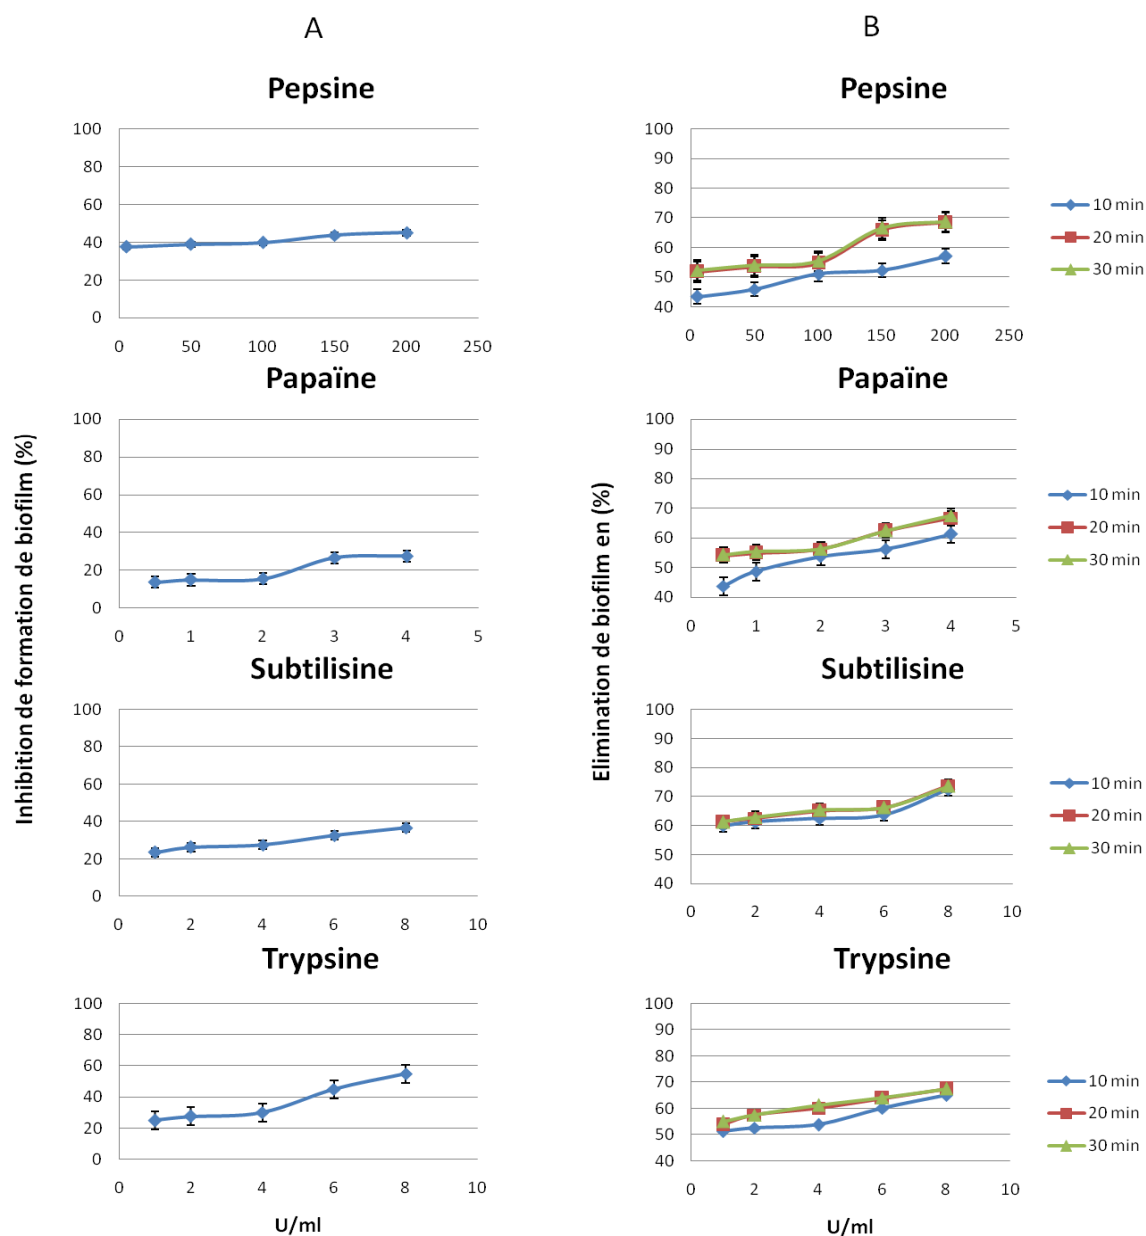 A
B
Pepsine
Pepsine
100
80
60
40
20
0
0 50 100 150 200 250
100
90
80
70
60
50
40
0 50 100 150 200 250
10 min
20 min
30 min
Papaïne
Papaïne
100
80
60
40
20
0
0 1 2 3 4 5
100
90
80
70
60
50
40
0 1 2 3 4 5
10 min
20 min
30 min
Inhibition de formation de biofilm (%)
Elimination de biofilm en (%)
Subtilisine
Subtilisine
100
80
60
40
20
0
0 2 4 6 8 10
100
90
80
70
60
50
40
0 2 4 6 8 10
10 min
20 min
30 min
Trypsine
Trypsine
100
80
60
40
20
0
0 2 4 6 8 10
U/ml
100
90
80
70
60
50
40
0 2 4 6 8 10
U/ml
10 min
20 min
30 min